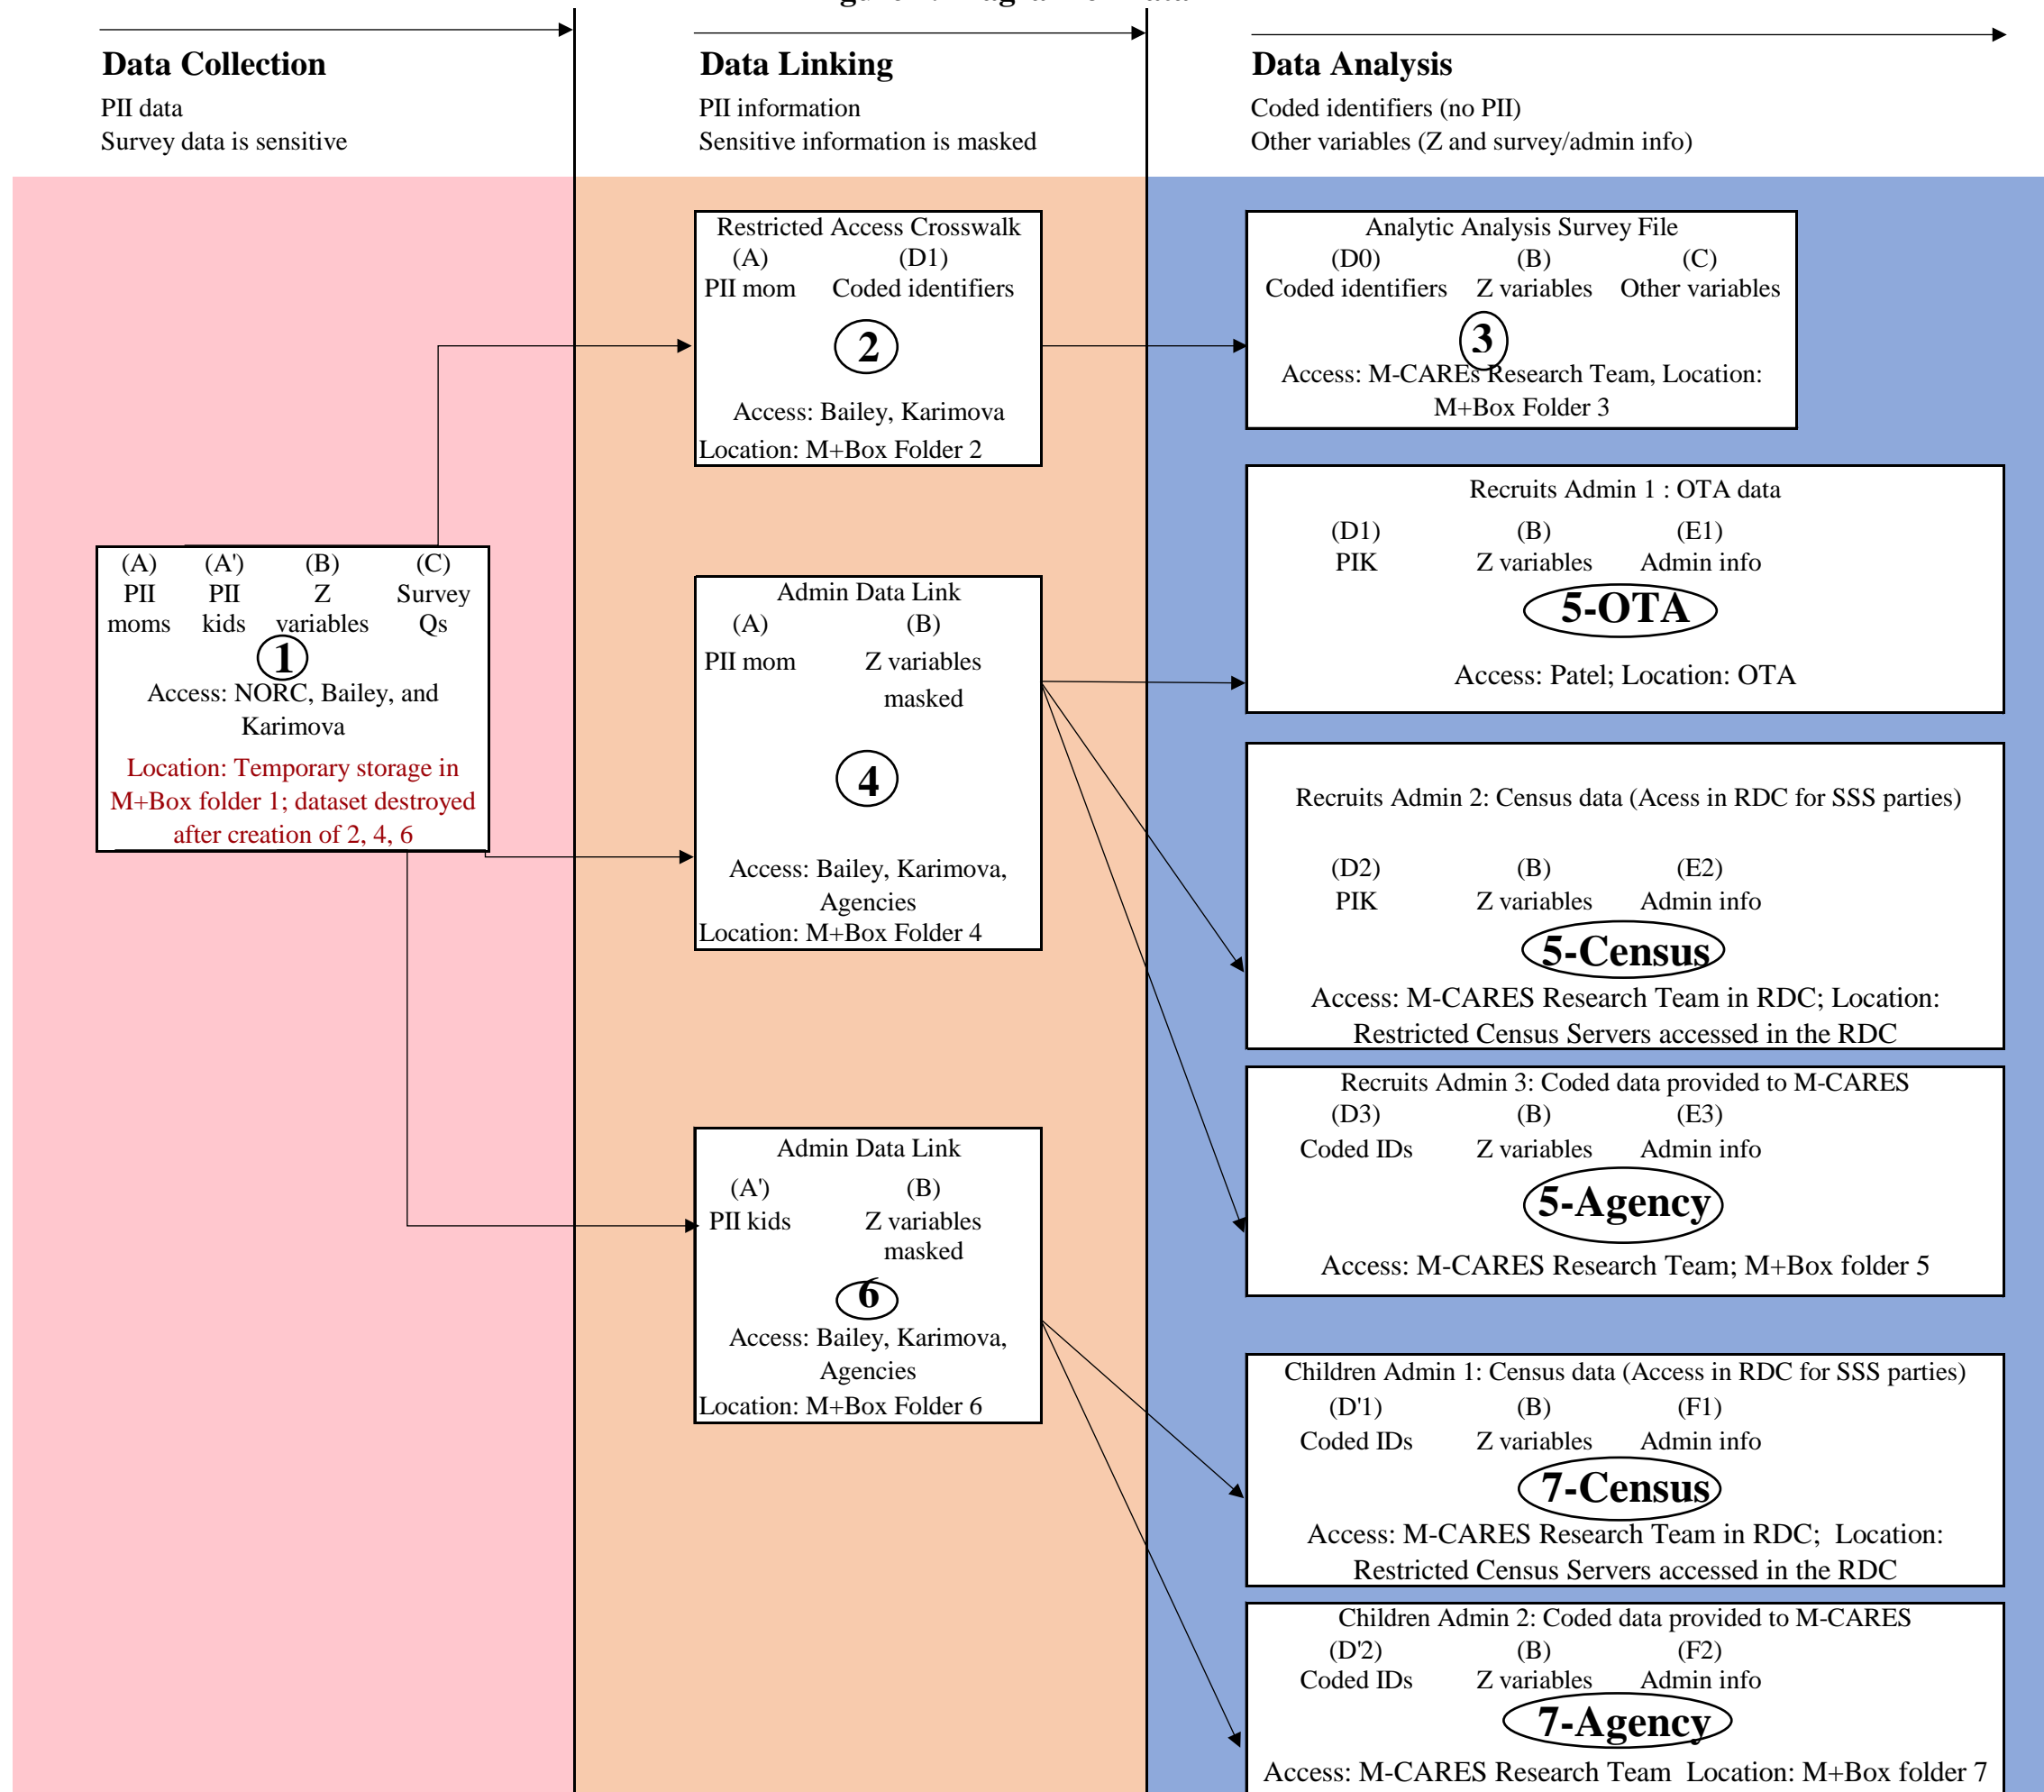 Data Collection
PII data
Survey data is sensitive
Data Linking
PII information
Sensitive information is masked
Data Analysis
Coded identifiers (no PII)
Other variables (Z and survey/admin info)
(A) (A') (B) (C)
PII PII Z Survey
moms kids variables Qs
1
Access: NORC, Bailey, and
Karimova
Location: Temporary storage in
M+Box folder 1; dataset destroyed
after creation of 2, 4, 6
Restricted Access Crosswalk
(A) (D1)
PII mom Coded identifiers
2
Access: Bailey, Karimova
Location: M+Box Folder 2
Admin Data Link
(A) (B)
PII mom Z variables
masked
4
Access: Bailey, Karimova,
Agencies
Location: M+Box Folder 4
Admin Data Link
(A') (B)
PII kids Z variables
masked
6
Access: Bailey, Karimova,
Agencies
Location: M+Box Folder 6
Analytic Analysis Survey File
(D0) (B) (C)
Coded identifiers Z variables Other variables
3
Access: M-CAREs Research Team, Location:
M+Box Folder 3
Recruits Admin 1 : OTA data
(D1) (B) (E1)
PIK Z variables Admin info
5-OTA
Access: Patel; Location: OTA
Recruits Admin 2: Census data (Acess in RDC for SSS parties)
(D2) (B) (E2)
PIK Z variables Admin info
5-Census
Access: M-CARES Research Team in RDC; Location:
Restricted Census Servers accessed in the RDC
Recruits Admin 3: Coded data provided to M-CARES
(D3) (B) (E3)
Coded IDs Z variables Admin info
5-Agency
Access: M-CARES Research Team; M+Box folder 5
Children Admin 1: Census data (Access in RDC for SSS parties)
(D'1) (B) (F1)
Coded IDs Z variables Admin info
7-Census
Access: M-CARES Research Team in RDC; Location:
Restricted Census Servers accessed in the RDC
Children Admin 2: Coded data provided to M-CARES
(D'2) (B) (F2)
Coded IDs Z variables Admin info
7-Agency
Access: M-CARES Research Team Location: M+Box folder 7